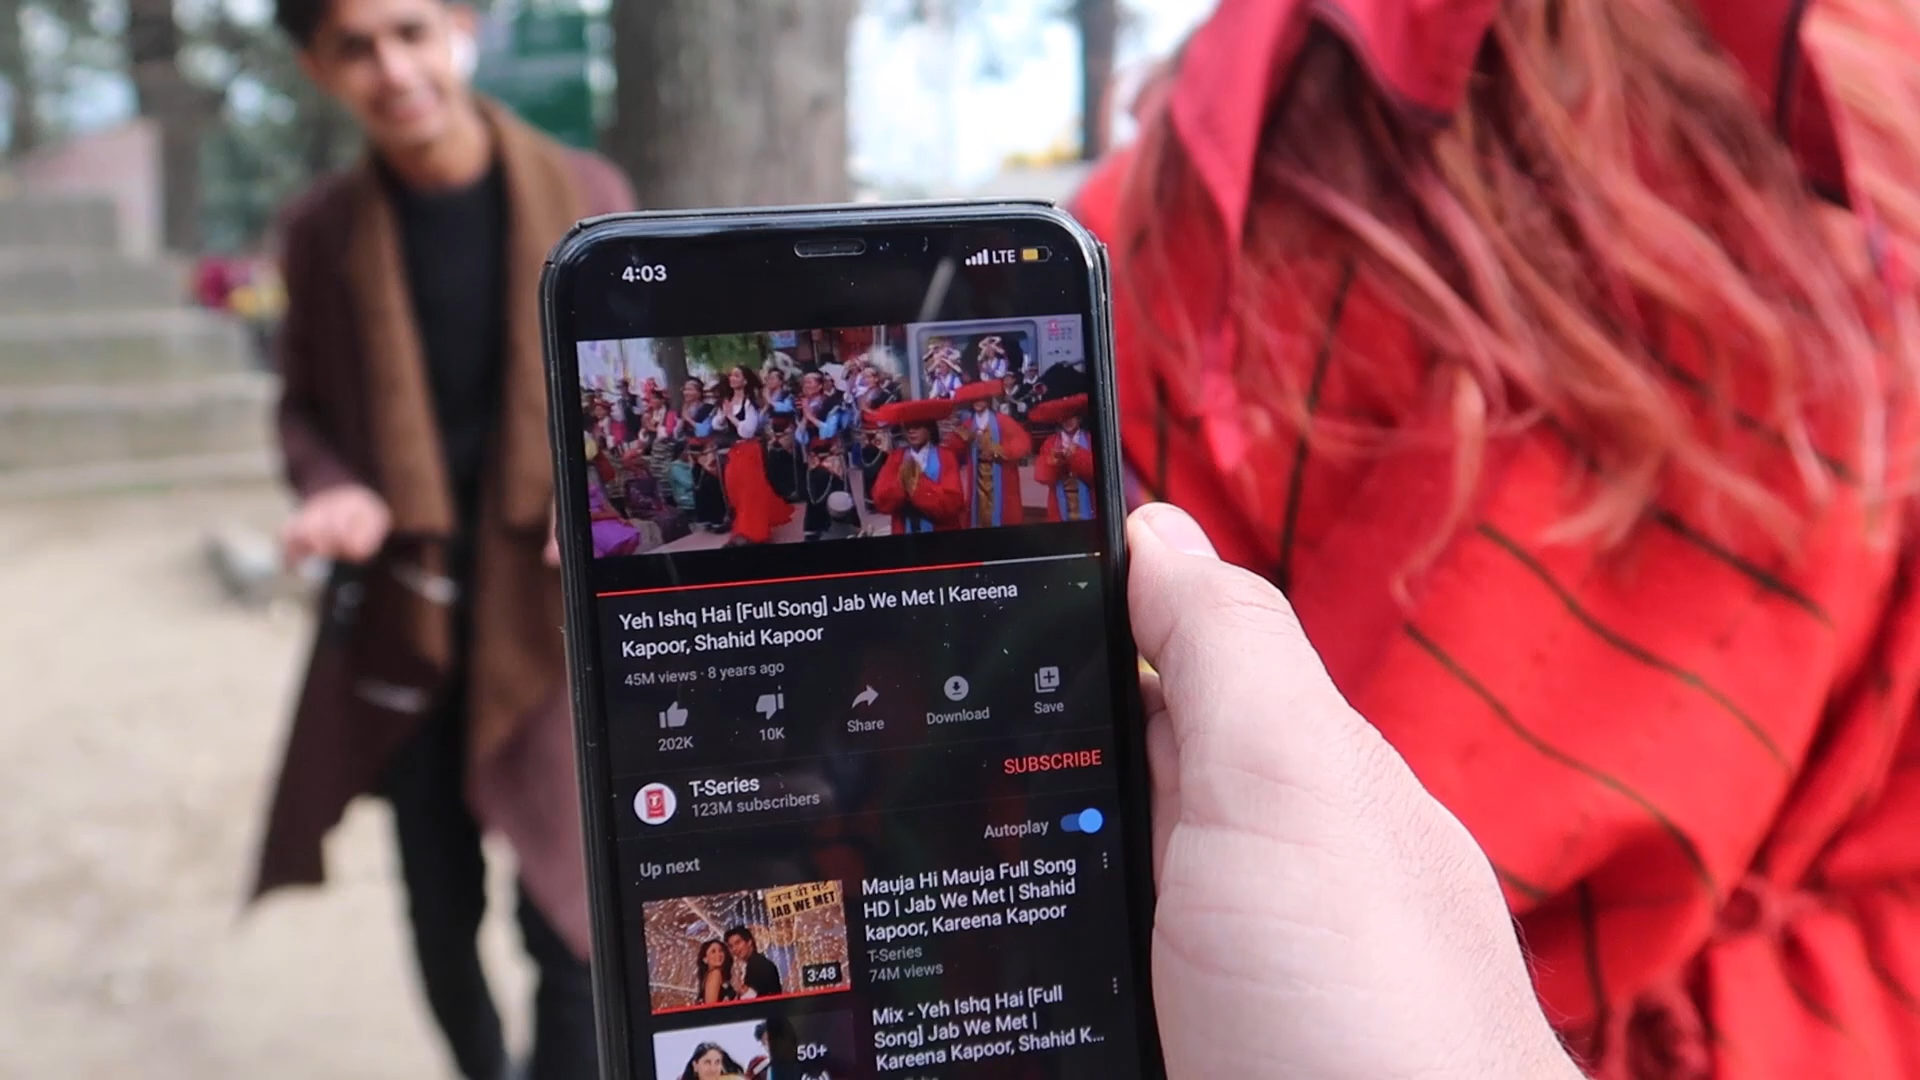 4:03
LTE
Yeh Ishq Hai [Full Song] Jab We Met | Kareena
Kapoor, Shahid Kapoor
45M views · 8 years ago
202K
10K
Share
Download
Save
T-Series
123M subscribers
SUBSCRIBE
Autoplay
Up next
जब वी मेट
JAB WE MET
3:48
Mauja Hi Mauja Full Song
HD | Jab We Met | Shahid
kapoor, Kareena Kapoor
T-Series
74M views
50+
Mix - Yeh Ishq Hai [Full
Song] Jab We Met |
Kareena Kapoor, Shahid K...